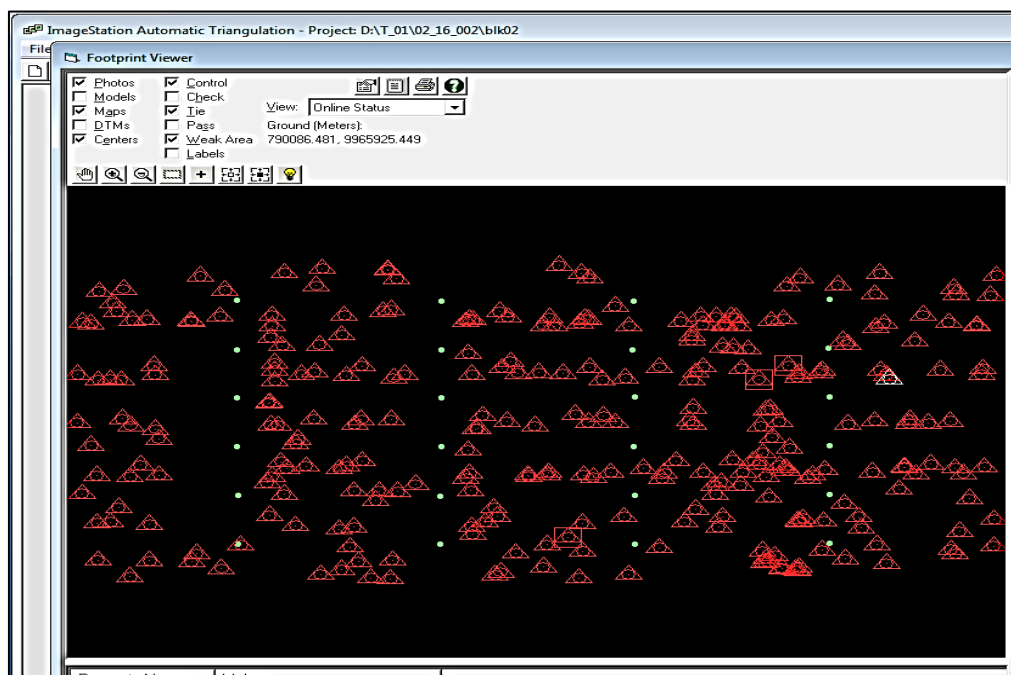 ImageStation Automatic Triangulation - Project: D:\T_01\02_16_002\blk02
File
Footprint Viewer
Photos
Control
Models
Check
Maps
Tie
View: Online Status
DTMs
Pass
Ground (Meters):
Centers
Weak Area
790086.481, 9965925.449
Labels